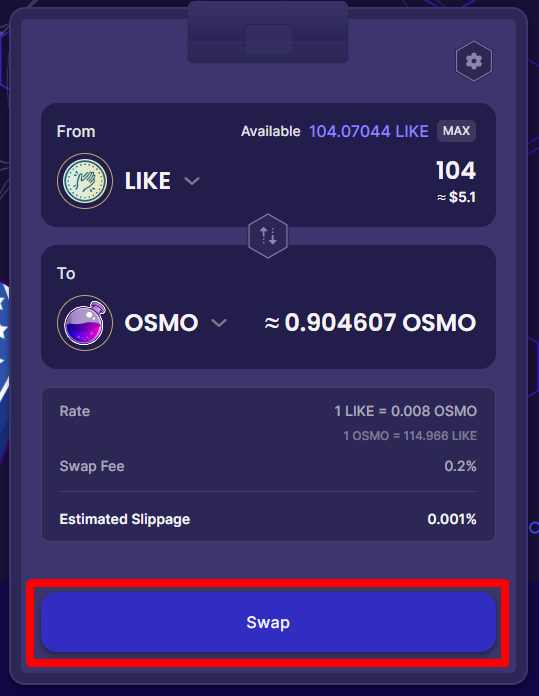 From
Available 104.07044 LIKE MAX
LIKE
104
≈ $5.1
To
OSMO
≈ 0.904607 OSMO
Rate
1 LIKE = 0.008 OSMO
1 OSMO = 114.966 LIKE
Swap Fee
0.2%
Estimated Slippage
0.001%
Swap